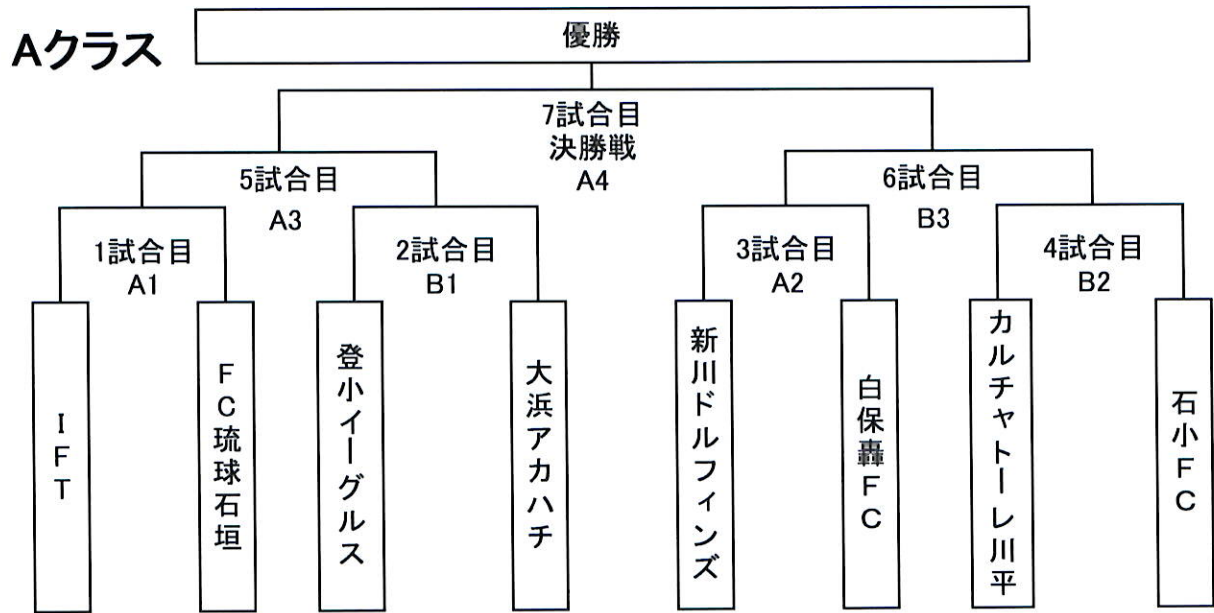 Aクラス
優勝
7試合目
決勝戦
A4
5試合目
A3
6試合目
B3
1試合目
A1
2試合目
B1
3試合目
A2
4試合目
B2
IFT
FC琉球石垣
登小イーグルス
大浜アカハチ
新川ドルフィンズ
白保轟FC
カルチャトーレ川平
石小FC